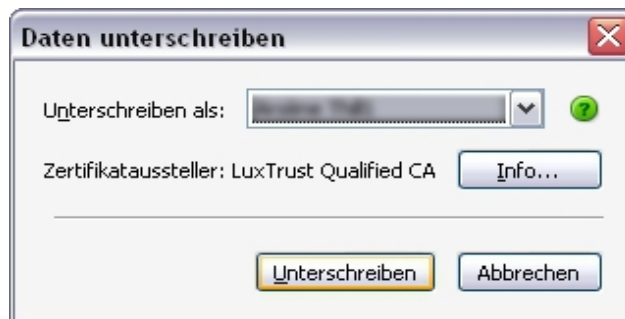 Daten unterschreiben
Unterschreiben als:
?
Zertifikataussteller: LuxTrust Qualified CA Info...
Unterschreiben Abbrechen